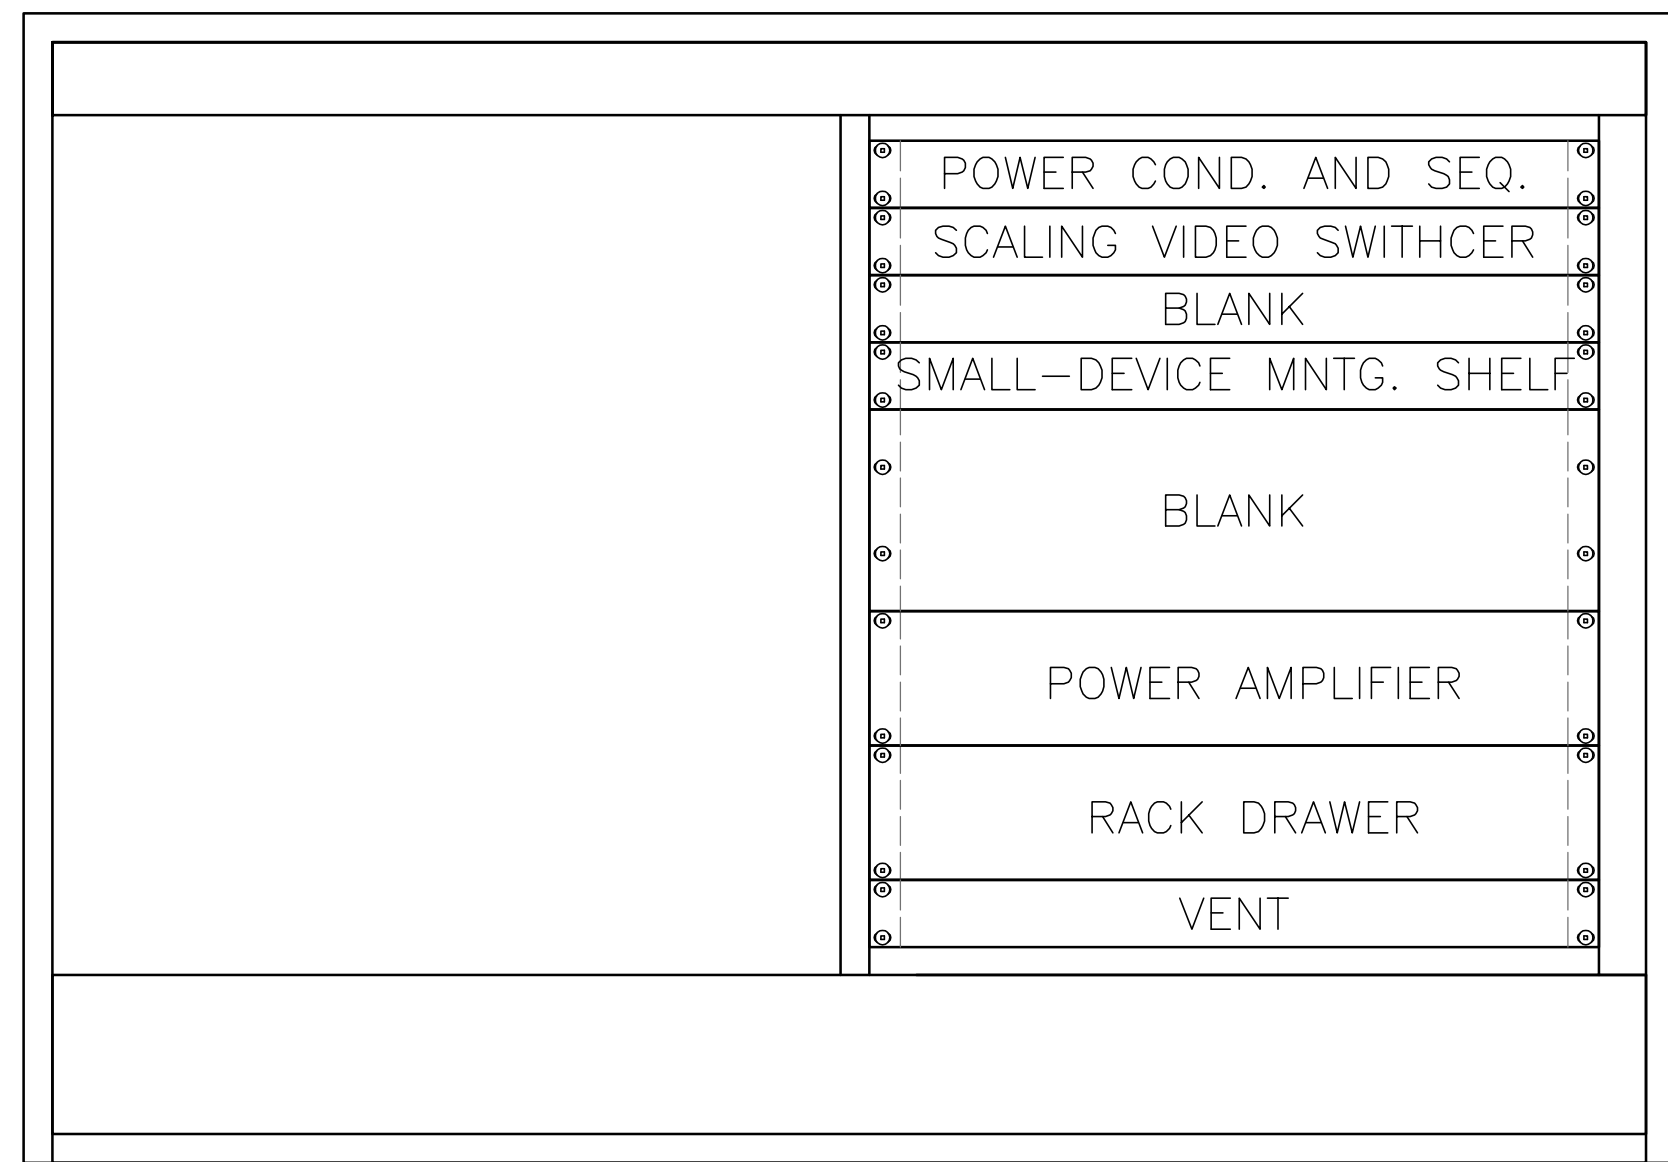 POWER COND. AND SEQ.
SCALING VIDEO SWITHCER
BLANK
SMALL-DEVICE MNTG. SHELF
BLANK
POWER AMPLIFIER
RACK DRAWER
VENT